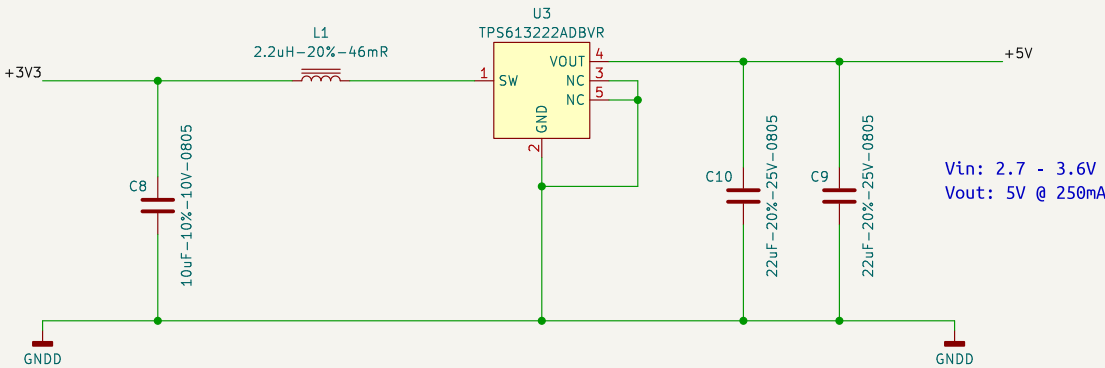 U3
TPS613222ADBVR
L1
2.2uH-20%-46mR
+3V3
+5V
1
SW
VOUT
4
NC
3
NC
5
GND
2
C8
10uF-10%-10V-0805
C10
22uF-20%-25V-0805
C9
22uF-20%-25V-0805
Vin: 2.7 - 3.6V
Vout: 5V @ 250mA
GNDD
GNDD